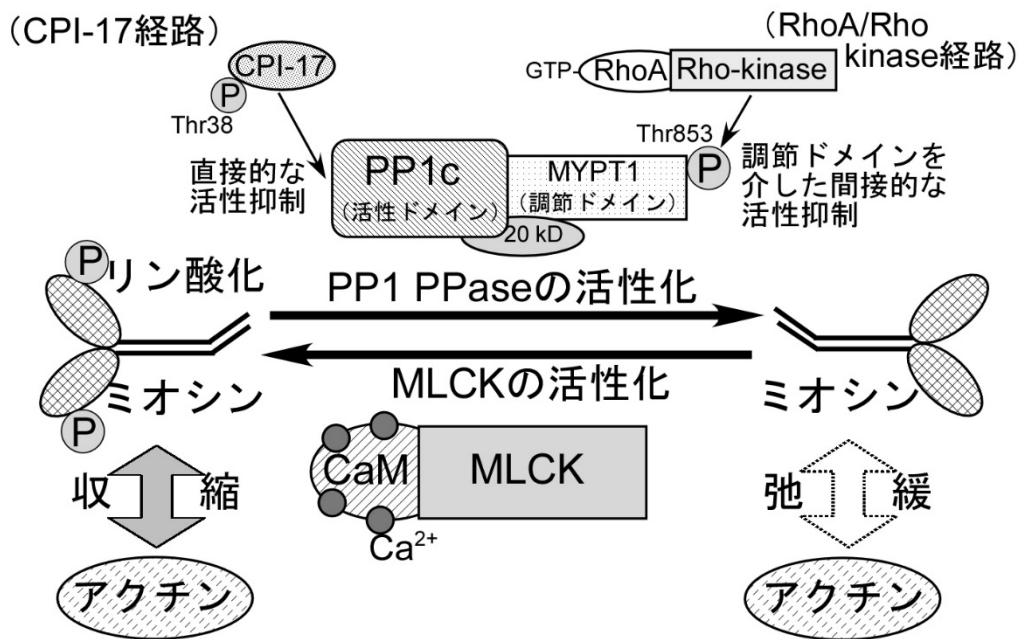 （CPI-17経路）
CPI-17
P
Thr38
直接的な
活性抑制
（RhoA/Rho
kinase経路）
GTP-
RhoA
Rho-kinase
Thr853
P
調節ドメインを
介した間接的な
活性抑制
PP1c
（活性ドメイン）
MYPT1
（調節ドメイン）
20 kD
P
リン酸化
ミオシン
P
PP1 PPaseの活性化
MLCKの活性化
ミオシン
CaM
MLCK
Ca²⁺
収 縮
アクチン
弛 緩
アクチン